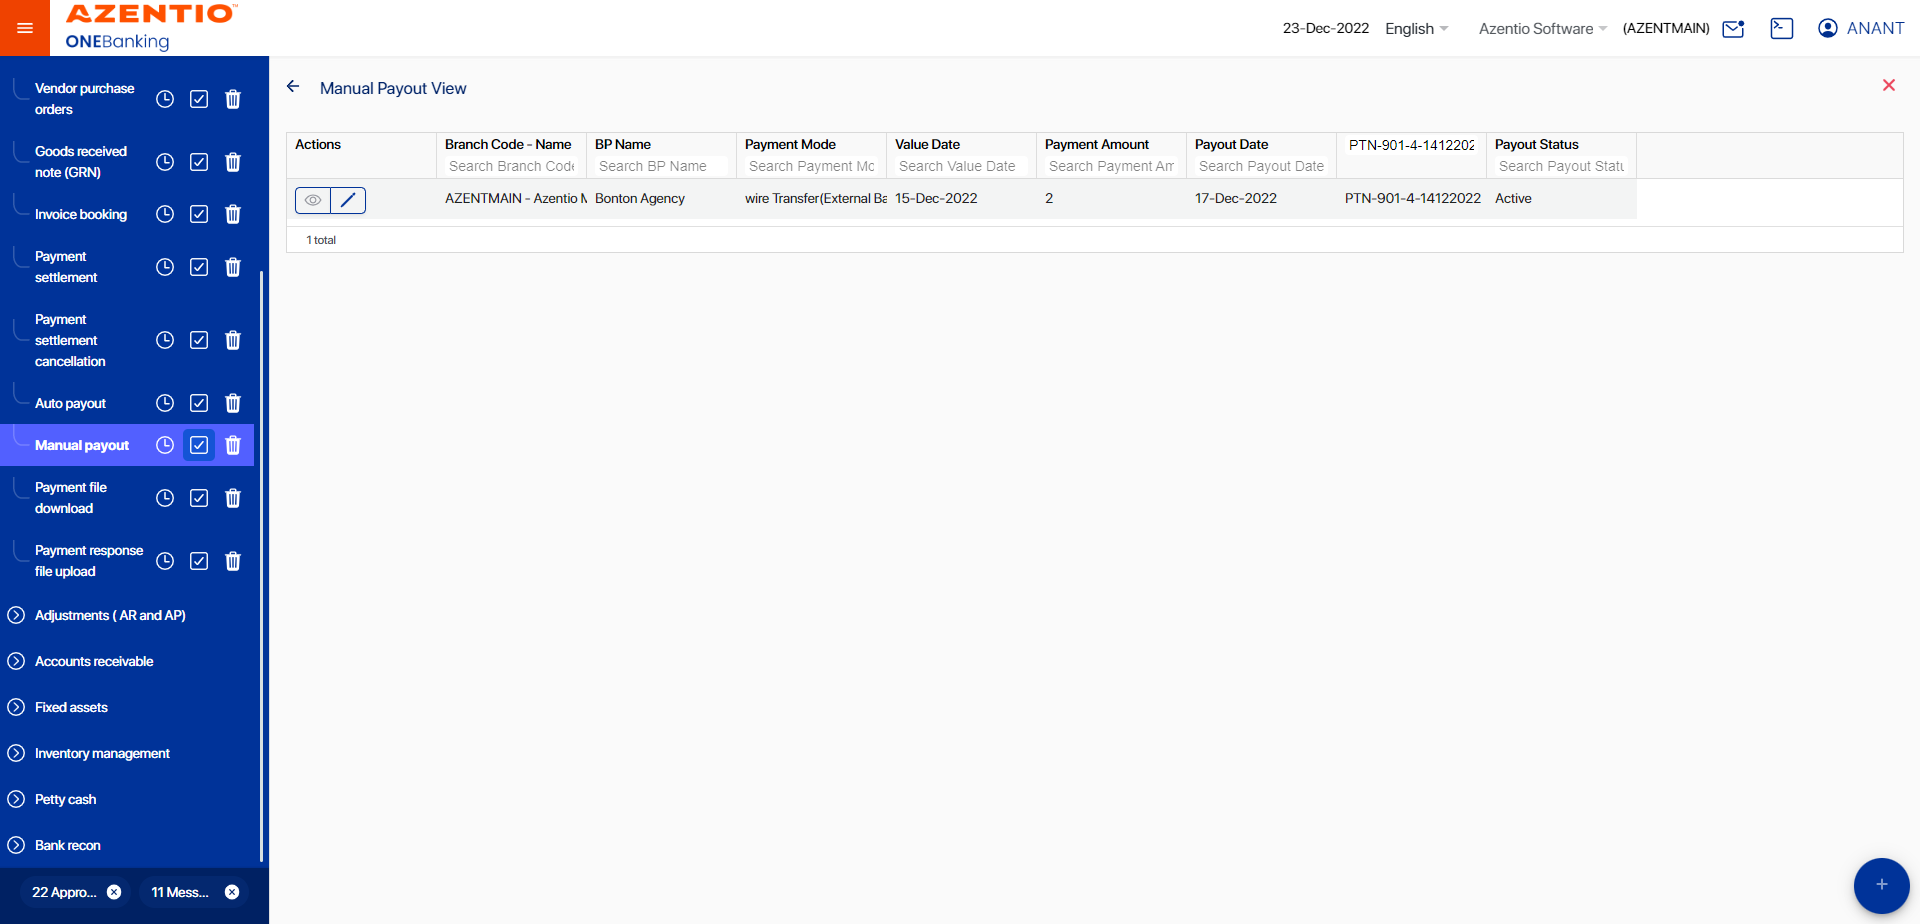 AZENTIO™
ONEBanking
23-Dec-2022 English Azentio Software (AZENTMAIN) ANANT
Vendor purchase
orders
Goods received
note (GRN)
Invoice booking
Payment
settlement
Payment
settlement
cancellation
Auto payout
Manual payout
Payment file
download
Payment response
file upload
Adjustments ( AR and AP)
Accounts receivable
Fixed assets
Inventory management
Petty cash
Bank recon
22 Appro...
11 Mess...
Manual Payout View
Actions Branch Code - Name BP Name Payment Mode Value Date Payment Amount Payout Date PTN-901-4-1412202 Payout Status
Search Branch Code Search BP Name Search Payment Mo Search Value Date Search Payment Am Search Payout Date Search Payout Statu
AZENTMAIN - Azentio M Bonton Agency wire Transfer(External Ba 15-Dec-2022 2 17-Dec-2022 PTN-901-4-14122022 Active
1 total